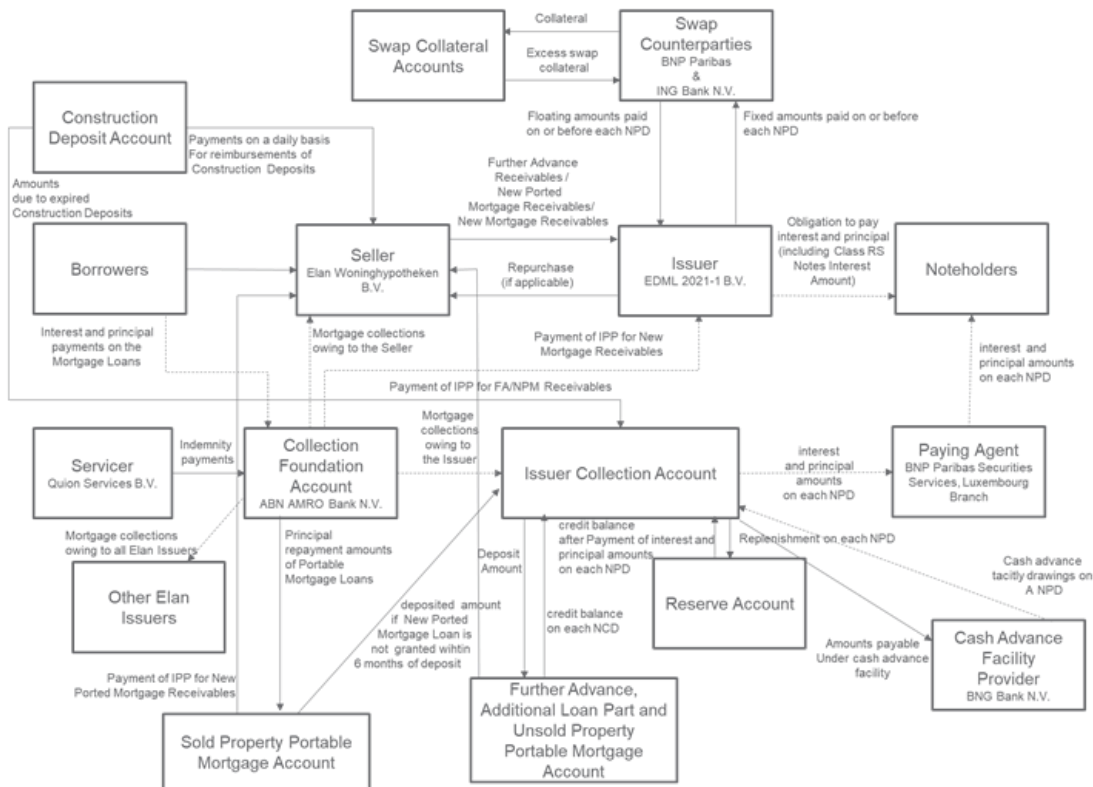 Collateral
Swap Collateral
Accounts
Excess swap
collateral
Swap
Counterparties
BNP Paribas
&
ING Bank N.V.
Floating amounts paid
on or before each NPD
Fixed amounts paid on or before
each NPD
Construction
Deposit Account
Payments on a daily basis
For reimbursements of
Construction Deposits
Amounts
due to expired
Construction Deposits
Further Advance
Receivables /
New Ported
Mortgage Receivables/
New Mortgage Receivables
Obligation to pay
interest and principal
(including Class RS
Notes Interest
Amount)
Borrowers
Seller
Elan Woninghypotheken
B.V.
Repurchase
(if applicable)
Issuer
EDML 2021-1 B.V.
Noteholders
Interest and principal
payments on the
Mortgage Loans
Mortgage collections
owing to the Seller
Payment of IPP for New
Mortgage Receivables
interest and
principal amounts
on each NPD
Payment of IPP for FA/NPM Receivables
Servicer
Quion Services B.V.
Indemnity
payments
Collection
Foundation
Account
ABN AMRO Bank N.V.
Mortgage
collections
owing to
the Issuer
Issuer Collection Account
interest
and principal
amounts
on each NPD
Paying Agent
BNP Paribas Securities
Services, Luxembourg
Branch
Mortgage collections
owing to all Elan Issuers
Principal
repayment amounts
of Portable
Mortgage Loans
Deposit
Amount
credit balance
after Payment of interest and
principal amounts
on each NPD
Replenishment on each NPD
Cash advance
tacitly drawings on
A NPD
Other Elan
Issuers
deposited amount
if New Ported
Mortgage Loan is
not granted wihtin
6 months of deposit
credit balance
on each NCD
Reserve Account
Amounts payable
Under cash advance
facility
Cash Advance
Facility
Provider
BNG Bank N.V.
Payment of IPP for New
Ported Mortgage Receivables
Sold Property Portable
Mortgage Account
Further Advance,
Additional Loan Part and
Unsold Property
Portable Mortgage
Account